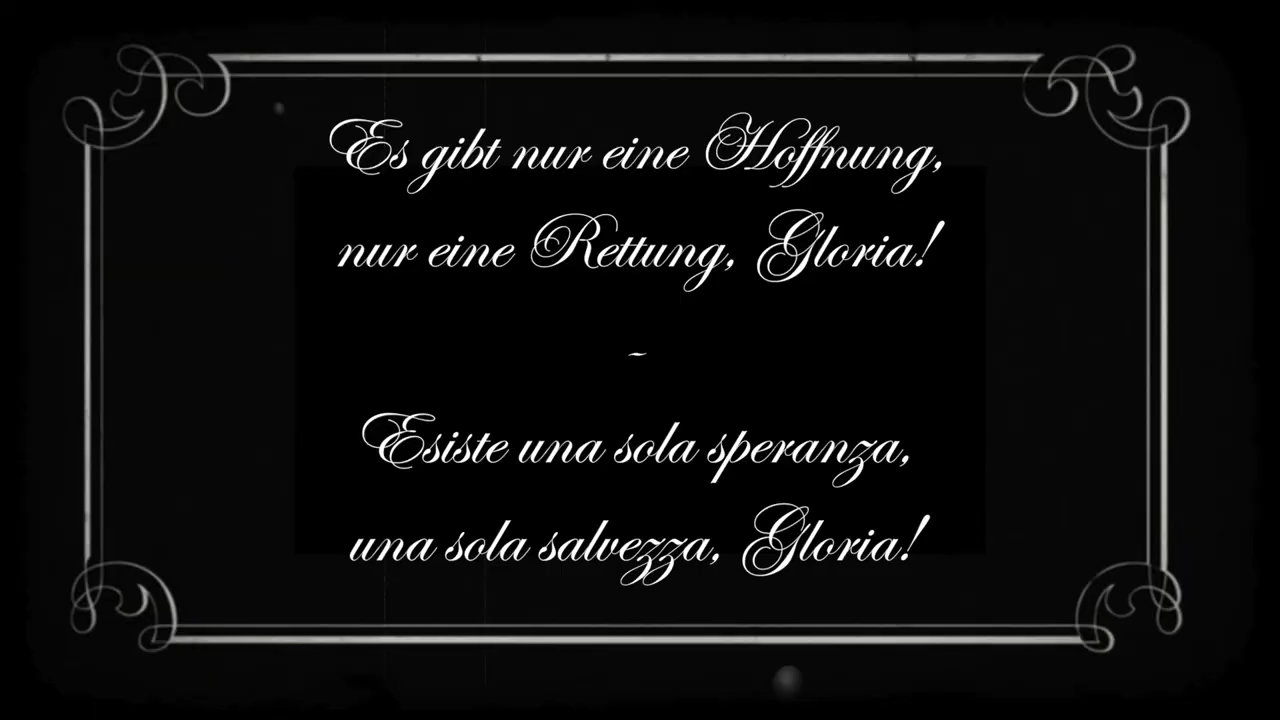 Es gibt nur eine Hoffnung,
nur eine Rettung, Gloria!
~
Esiste una sola speranza,
una sola salvezza, Gloria!